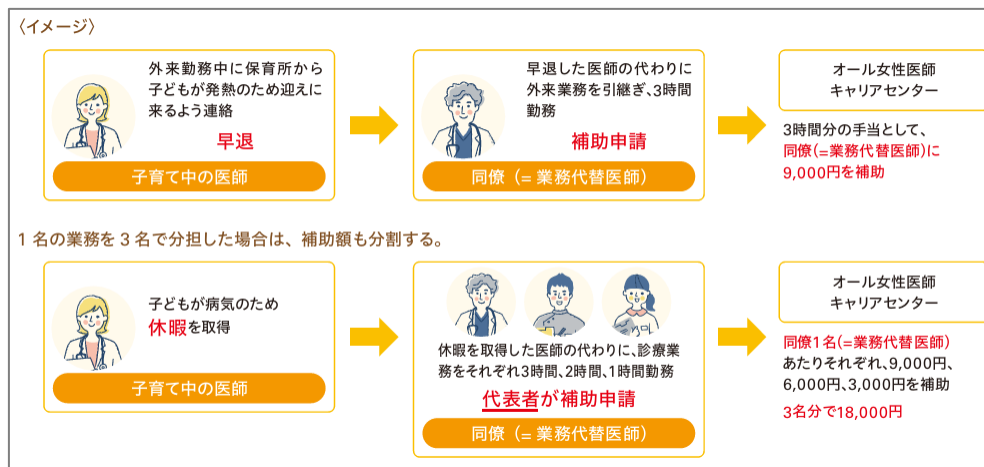 〈イメージ〉
外来勤務中に保育所から
子どもが発熱のため迎えに
来るよう連絡
早退
子育て中の医師
早退した医師の代わりに
外来業務を引継ぎ、3時間
勤務
補助申請
同僚（=業務代替医師）
オール女性医師
キャリアセンター
3時間分の手当として、
同僚（=業務代替医師）に
9,000円を補助
1名の業務を3名で分担した場合は、補助額も分割する。
子どもが病気のため
休暇を取得
子育て中の医師
休暇を取得した医師の代わりに、診療業
務をそれぞれ3時間、2時間、1時間勤務
代表者が補助申請
同僚（=業務代替医師）
オール女性医師
キャリアセンター
同僚1名（=業務代替医師）
あたりそれぞれ、9,000円、
6,000円、3,000円を補助
3名分で18,000円